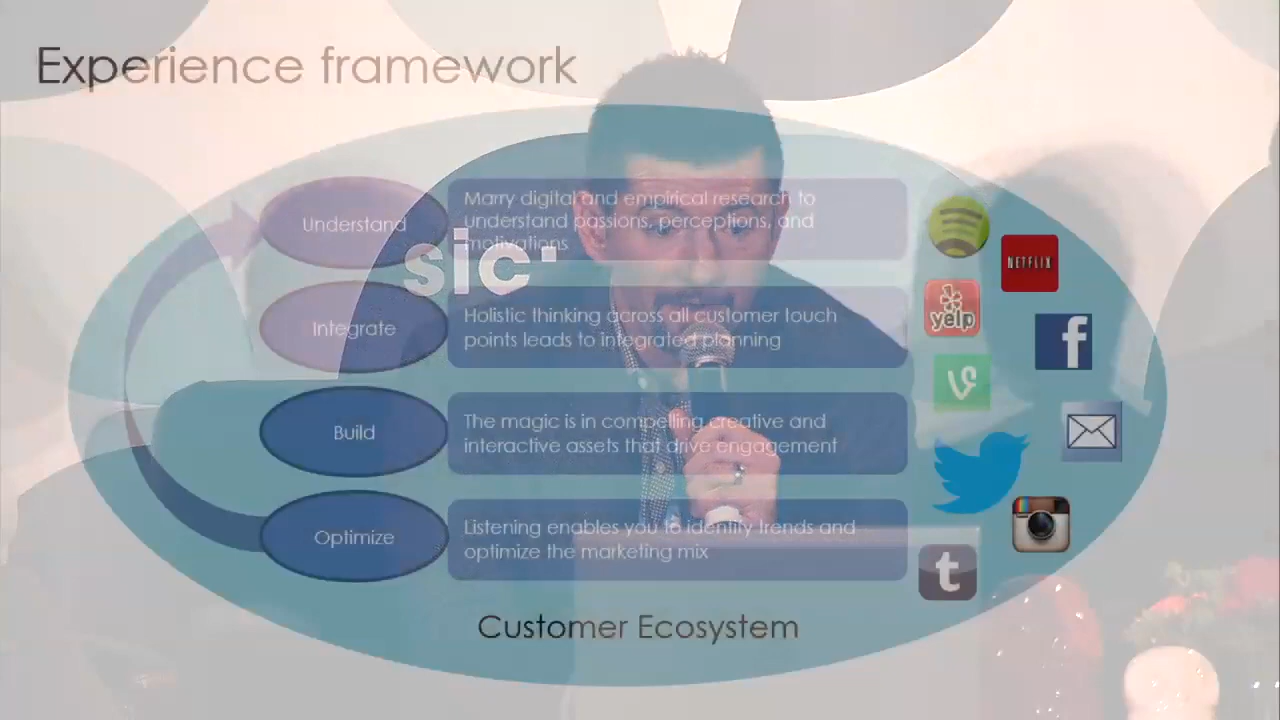 Experience framework
Understand
Marry digital and empirical research to
understand passions, perceptions, and
motivations
sic·
Integrate
Holistic thinking across all customer touch
points leads to integrated planning
Build
The magic is in compelling creative and
interactive assets that drive engagement
Optimize
Listening enables you to identify trends and
optimize the marketing mix
NETFLIX
yelp
f
t
Customer Ecosystem